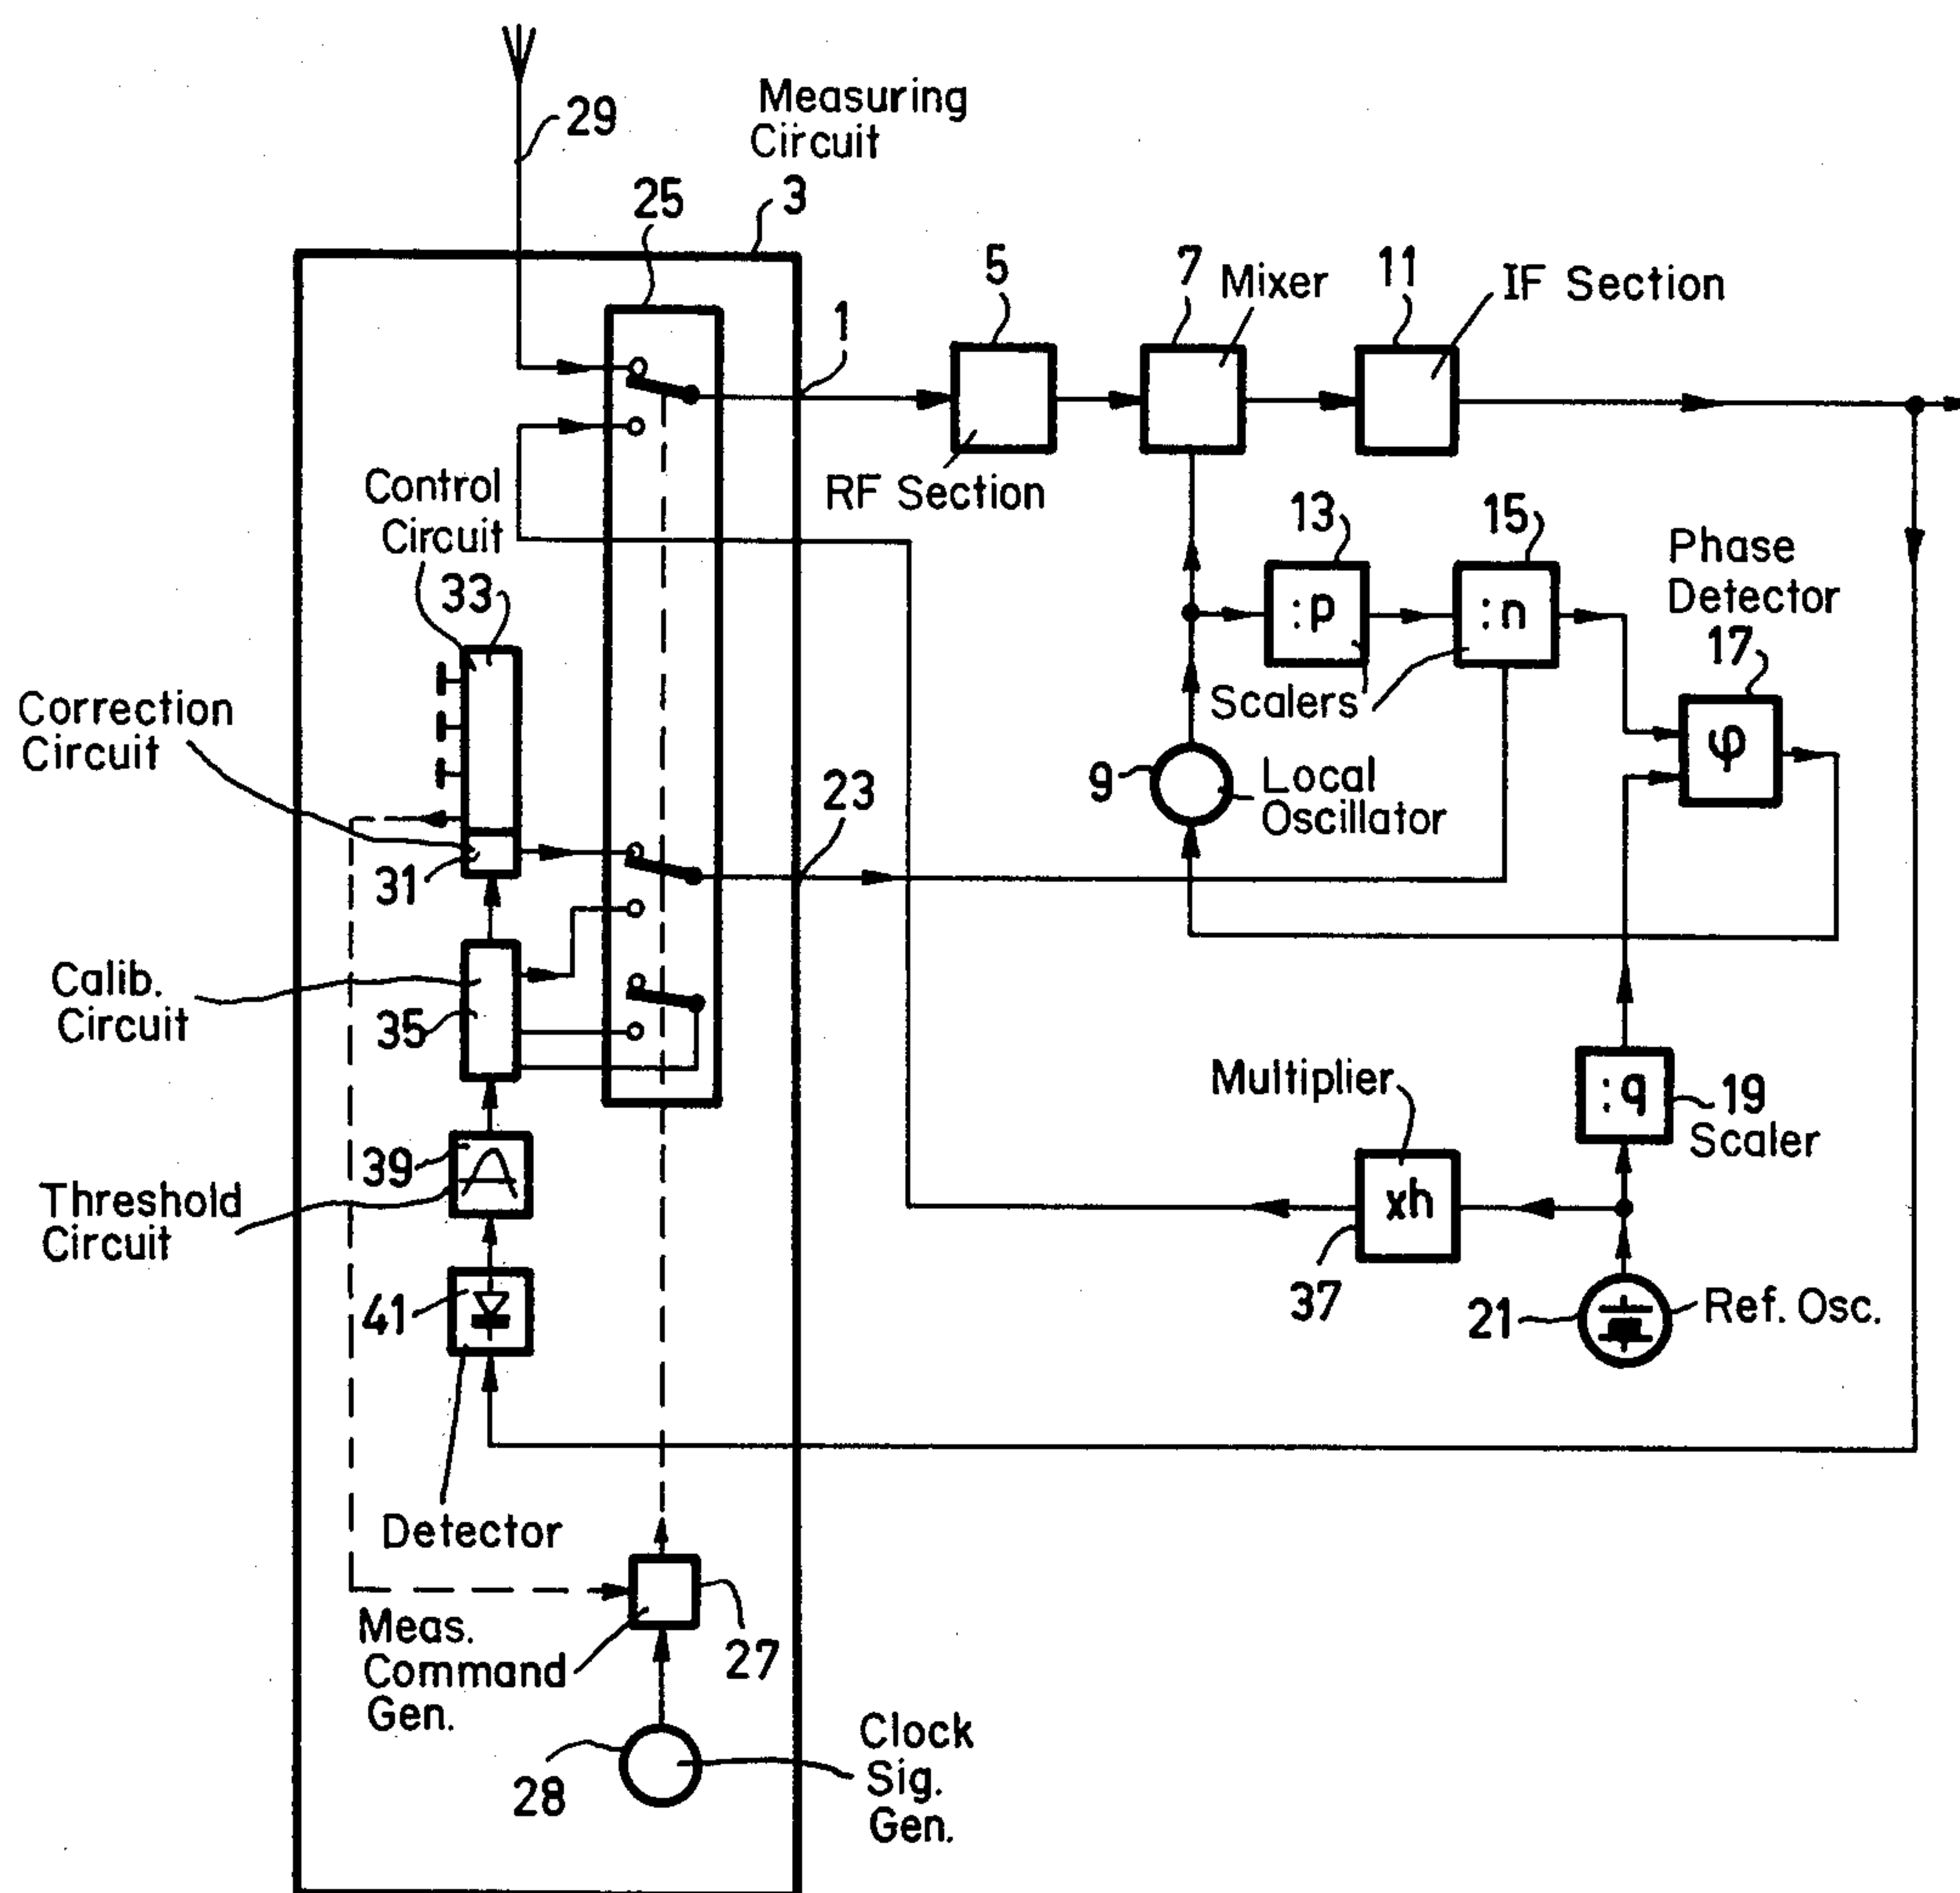 29
Measuring
Circuit
3
25
1
5
7
Mixer
11
IF Section
RF Section
Control
Circuit
33
13
:p
15
:n
Scalers
Phase
Detector
17
φ
Correction
Circuit
31
23
9
Local
Oscillator
Calib.
Circuit
35
Multiplier
xh
37
:q
19
Scaler
21
Ref. Osc.
39
Threshold
Circuit
41
Detector
Meas.
Command
Gen.
27
28
Clock
Sig.
Gen.